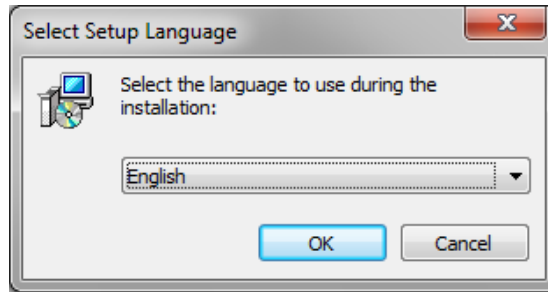 Select Setup Language
Select the language to use during the
installation:
English
OK
Cancel